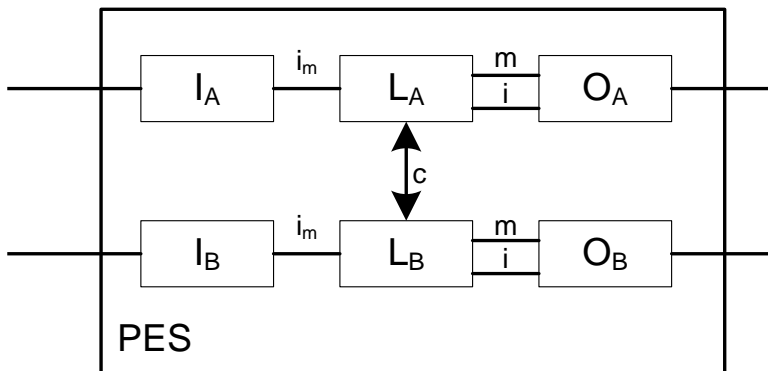 m
i_m
I_A L_A i O_A
c
m
i_m
I_B L_B i O_B
PES